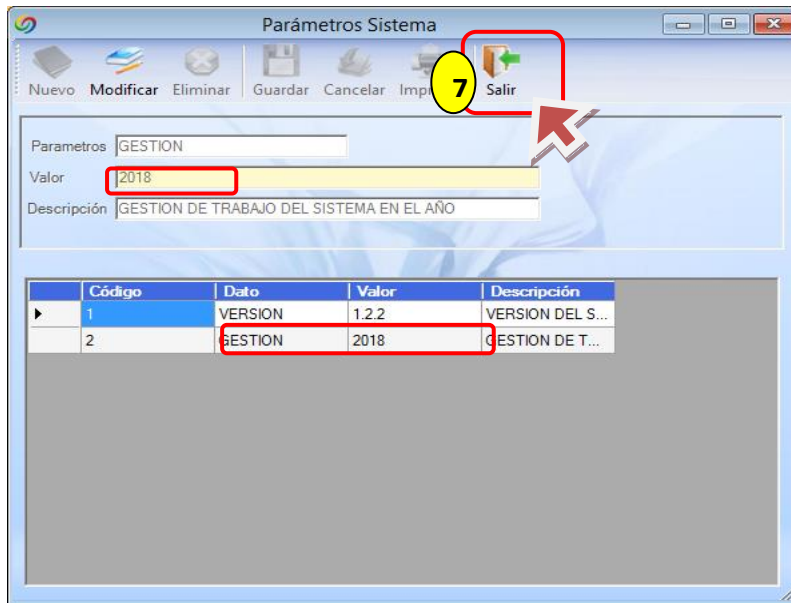 Parámetros Sistema
Nuevo Modificar Eliminar Guardar Cancelar Impri 7 Salir
Parametros GESTION
Valor 2018
Descripción GESTION DE TRABAJO DEL SISTEMA EN EL AÑO
Código Dato Valor Descripción
1 VERSION 1.2.2 VERSION DEL S...
2 GESTION 2018 GESTION DE T...